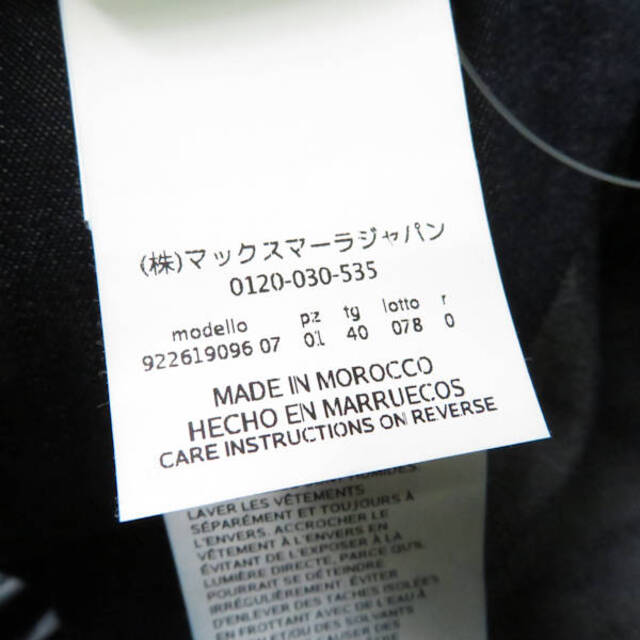 (株)マックスマーラジャパン
0120-030-535
modello pz tg lotto r
922619096 07 01 40 078 0
MADE IN MOROCCO
HECHO EN MARRUECOS
CARE INSTRUCTIONS ON REVERSE
LAVER LES VÊTEMENTS
SÉPARÉMENT ET TOUJOURS À
L'ENVERS, ACCROCHER LE
VÊTEMENT À L'ENVERS EN
ÉVITANT DE L'EXPOSER À LA
LUMIÈRE DIRECTE, PARCE QU'IL
POURRAIT SE DÉTEINDRE
IRRÉGULIÈREMENT. ÉVITER
D'ENLEVER DES TACHES ISOLÉES
EN FROTTANT AVEC DE L'EAU À